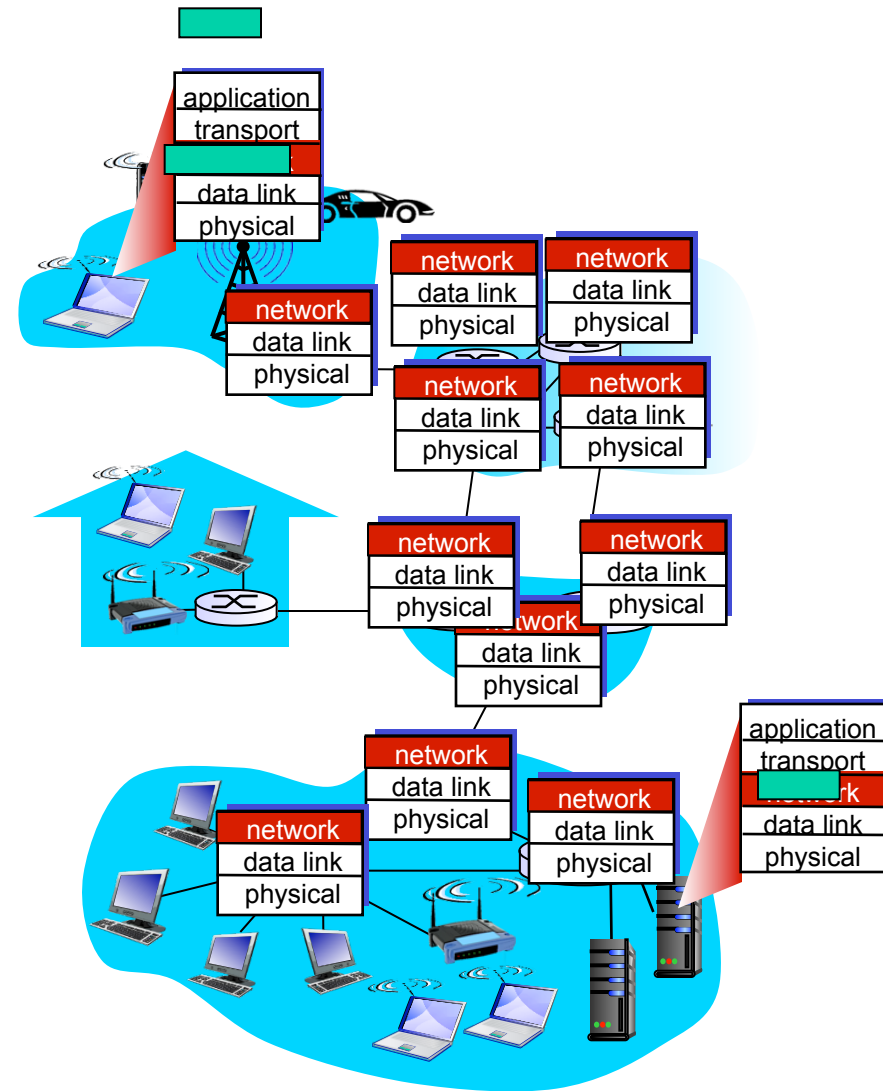 application
transport
data link
physical
network
data link
physical
network
data link
physical
network
data link
physical
network
data link
physical
network
data link
physical
network
data link
physical
network
data link
physical
network
data link
physical
network
data link
physical
network
data link
physical
network
data link
physical
application
transport
network
data link
physical